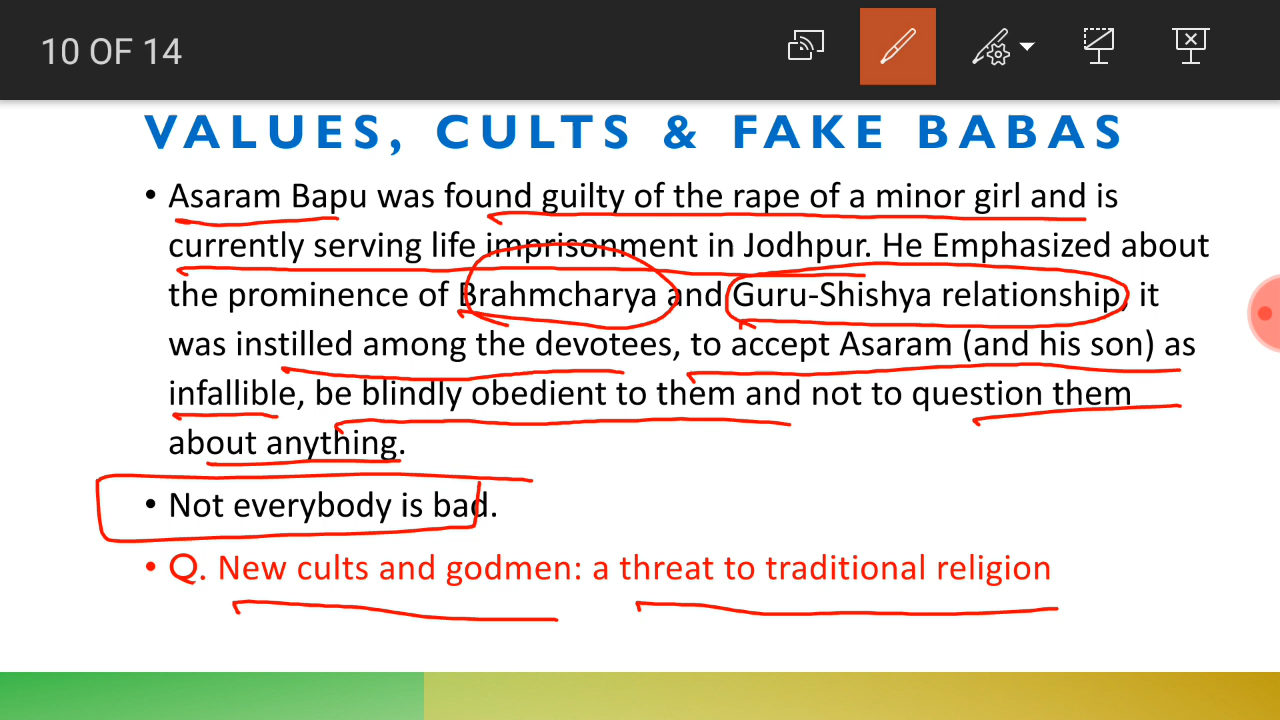 10 OF 14
VALUES, CULTS & FAKE BABAS
• Asaram Bapu was found guilty of the rape of a minor girl and is
currently serving life imprisonment in Jodhpur. He Emphasized about
the prominence of Brahmcharya and Guru-Shishya relationship, it
was instilled among the devotees, to accept Asaram (and his son) as
infallible, be blindly obedient to them and not to question them
about anything.
• Not everybody is bad.
• Q. New cults and godmen: a threat to traditional religion